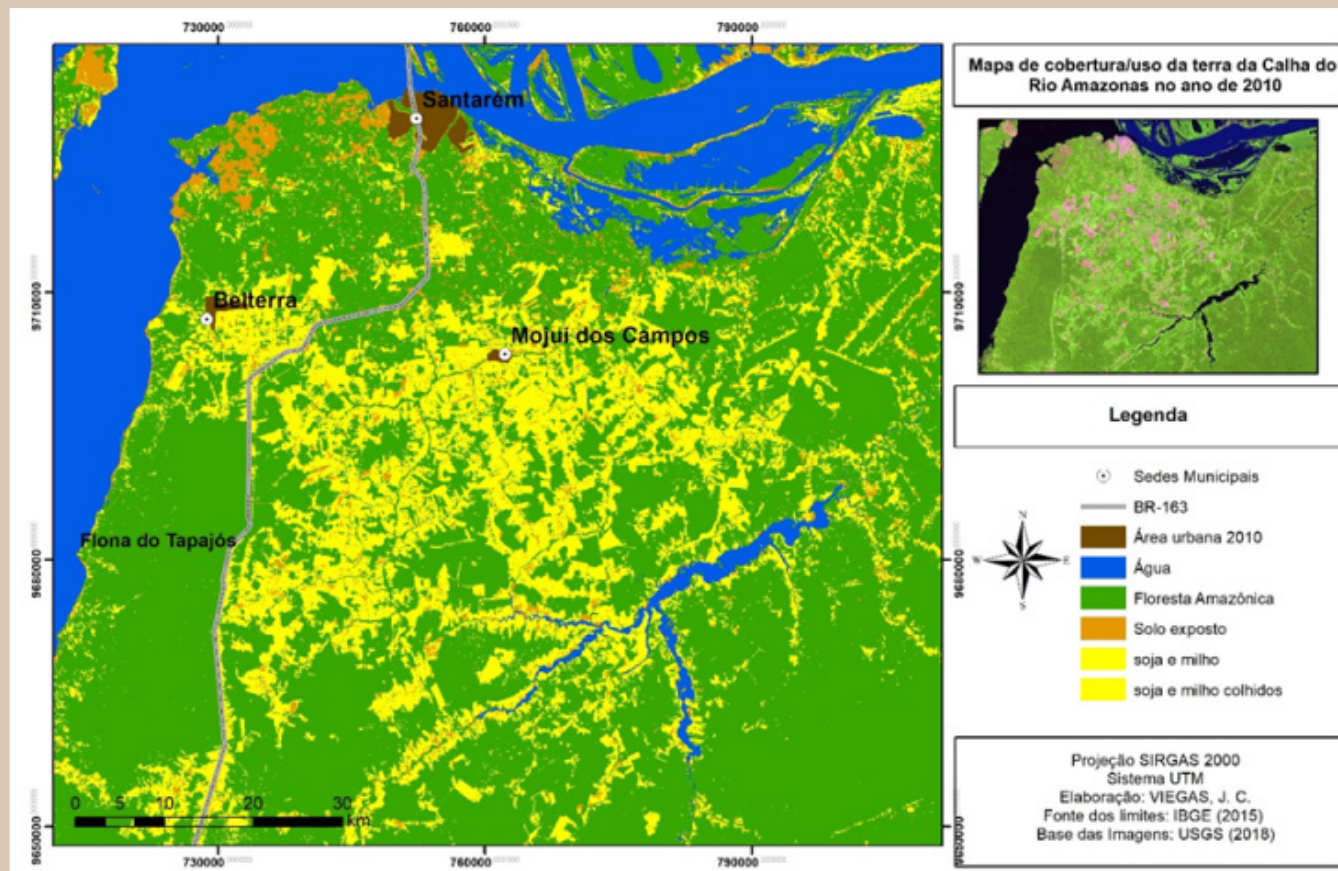 730000 760000 790000
Santarém
Belterra
Mojuí dos Campos
Flona do Tapajós
9710000
9680000
9650000
0 5 10 20 30
km
730000 760000 790000
9710000
9680000
9650000
Mapa de cobertura/uso da terra da Calha do
Rio Amazonas no ano de 2010
Legenda
N
W E
S
Sedes Municipais
BR-163
Área urbana 2010
Água
Floresta Amazônica
Solo exposto
soja e milho
soja e milho colhidos
Projeção SIRGAS 2000
Sistema UTM
Elaboração: VIEGAS, J. C.
Fonte dos limites: IBGE (2015)
Base das Imagens: USGS (2018)